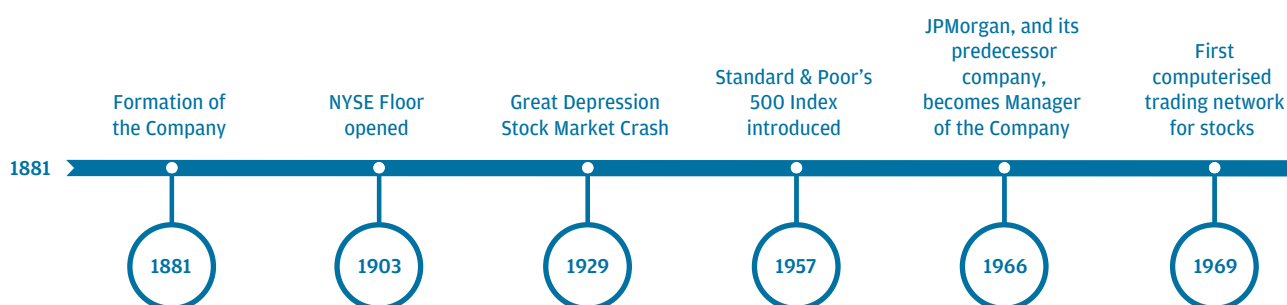 Formation of
the Company
NYSE Floor
opened
Great Depression
Stock Market Crash
Standard & Poor's
500 Index
introduced
JPMorgan, and its
predecessor
company,
becomes Manager
of the Company
First
computerised
trading network
for stocks
1881
1881
1903
1929
1957
1966
1969